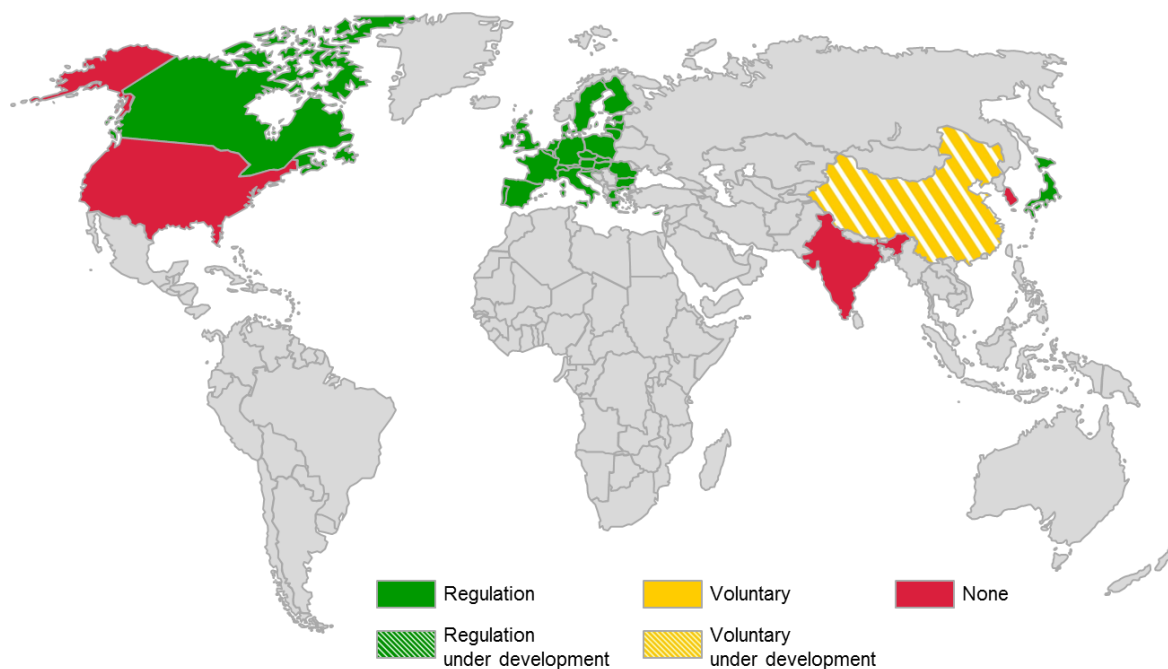 Regulation
Voluntary
None
Regulation
under development
Voluntary
under development